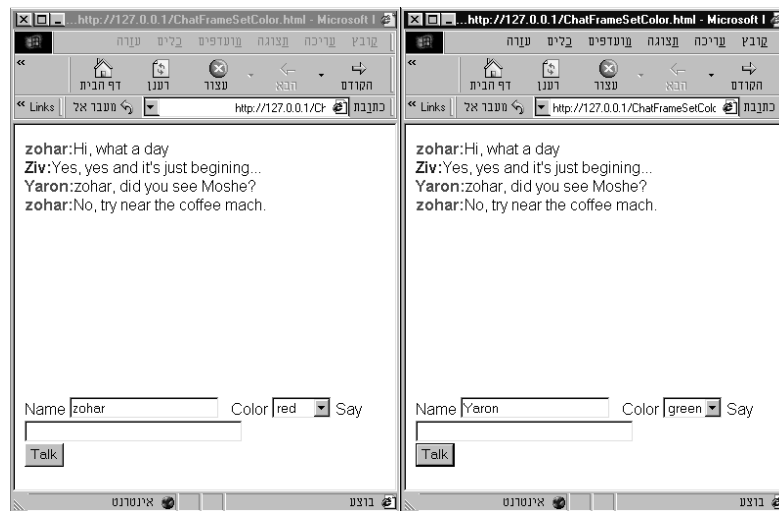 ...http://127.0.0.1/ChatFrameSetColor.html - Microsoft I
קובץ עריכה תצוגה מועדפים כלים עזרה
« הקודם הבא עצור רענן דף הבית
כתובת http://127.0.0.1/Ch מעבר אל Links «
zohar:Hi, what a day
Ziv:Yes, yes and it's just begining...
Yaron:zohar, did you see Moshe?
zohar:No, try near the coffee mach.
Name zohar Color red Say
Talk
בוצע אינטרנט
...http://127.0.0.1/ChatFrameSetColor.html - Microsoft I
קובץ עריכה תצוגה מועדפים כלים עזרה
« הקודם הבא עצור רענן דף הבית
כתובת http://127.0.0.1/ChatFrameSetColc מעבר אל Links «
zohar:Hi, what a day
Ziv:Yes, yes and it's just begining...
Yaron:zohar, did you see Moshe?
zohar:No, try near the coffee mach.
Name Yaron Color green Say
Talk
בוצע אינטרנט